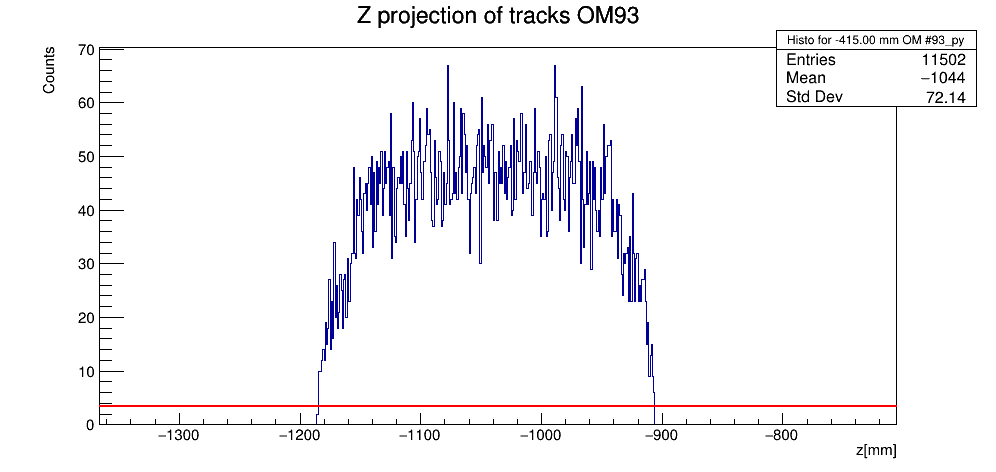 Z projection of tracks OM93
Histo for -415.00 mm OM #93_py
Entries 11502
Mean −1044
Std Dev 72.14
Counts
70
60
50
40
30
20
10
0
−1300 −1200 −1100 −1000 −900 −800
z[mm]